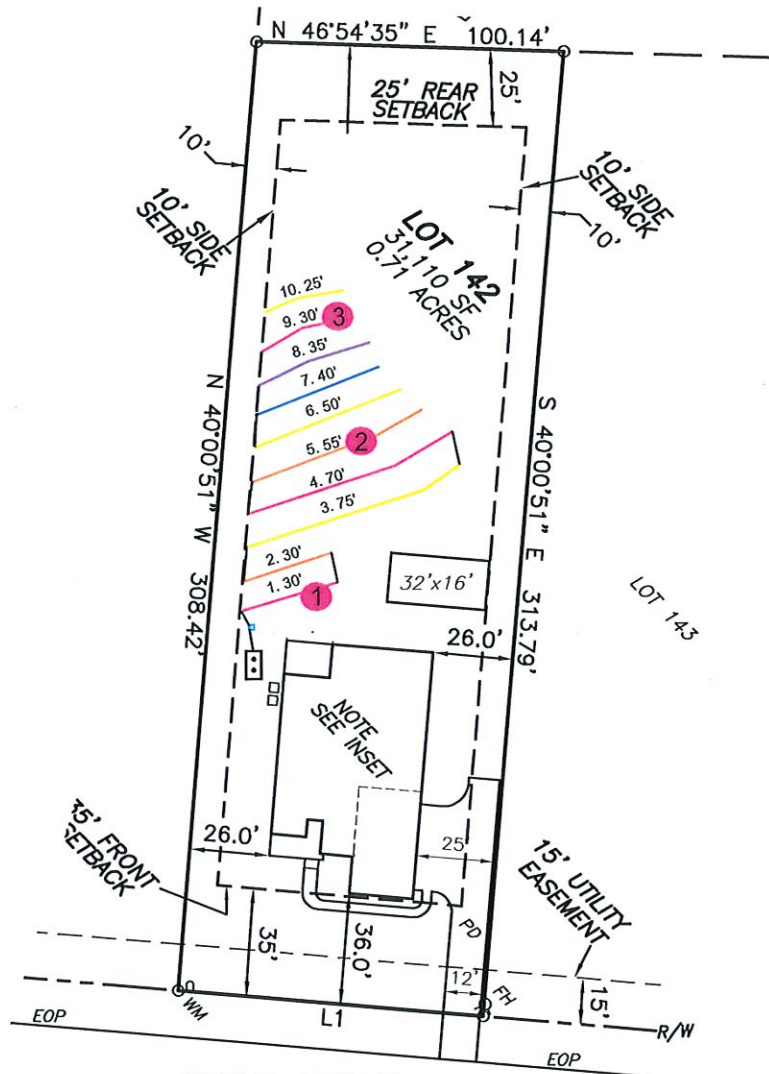 N 46°54'35" E 100.14'
25' REAR
SETBACK
25'
10'
10' SIDE
SETBACK
10' SIDE
SETBACK
10'
LOT 142
31,110 SF
0.71 ACRES
10. 25'
9. 30'
3
8. 35'
7. 40'
6. 50'
5. 55'
2
4. 70'
3. 75'
2. 30'
1. 30'
1
N 40°00'51" W 308.42'
S 40°00'51" E 313.79'
32'x16'
LOT 143
26.0'
NOTE
SEE INSET
26.0'
25'
35' FRONT
SETBACK
15' UTILITY
EASEMENT
35'
36.0'
PD
12'
FH
15'
WM
L1
R/W
EOP
EOP